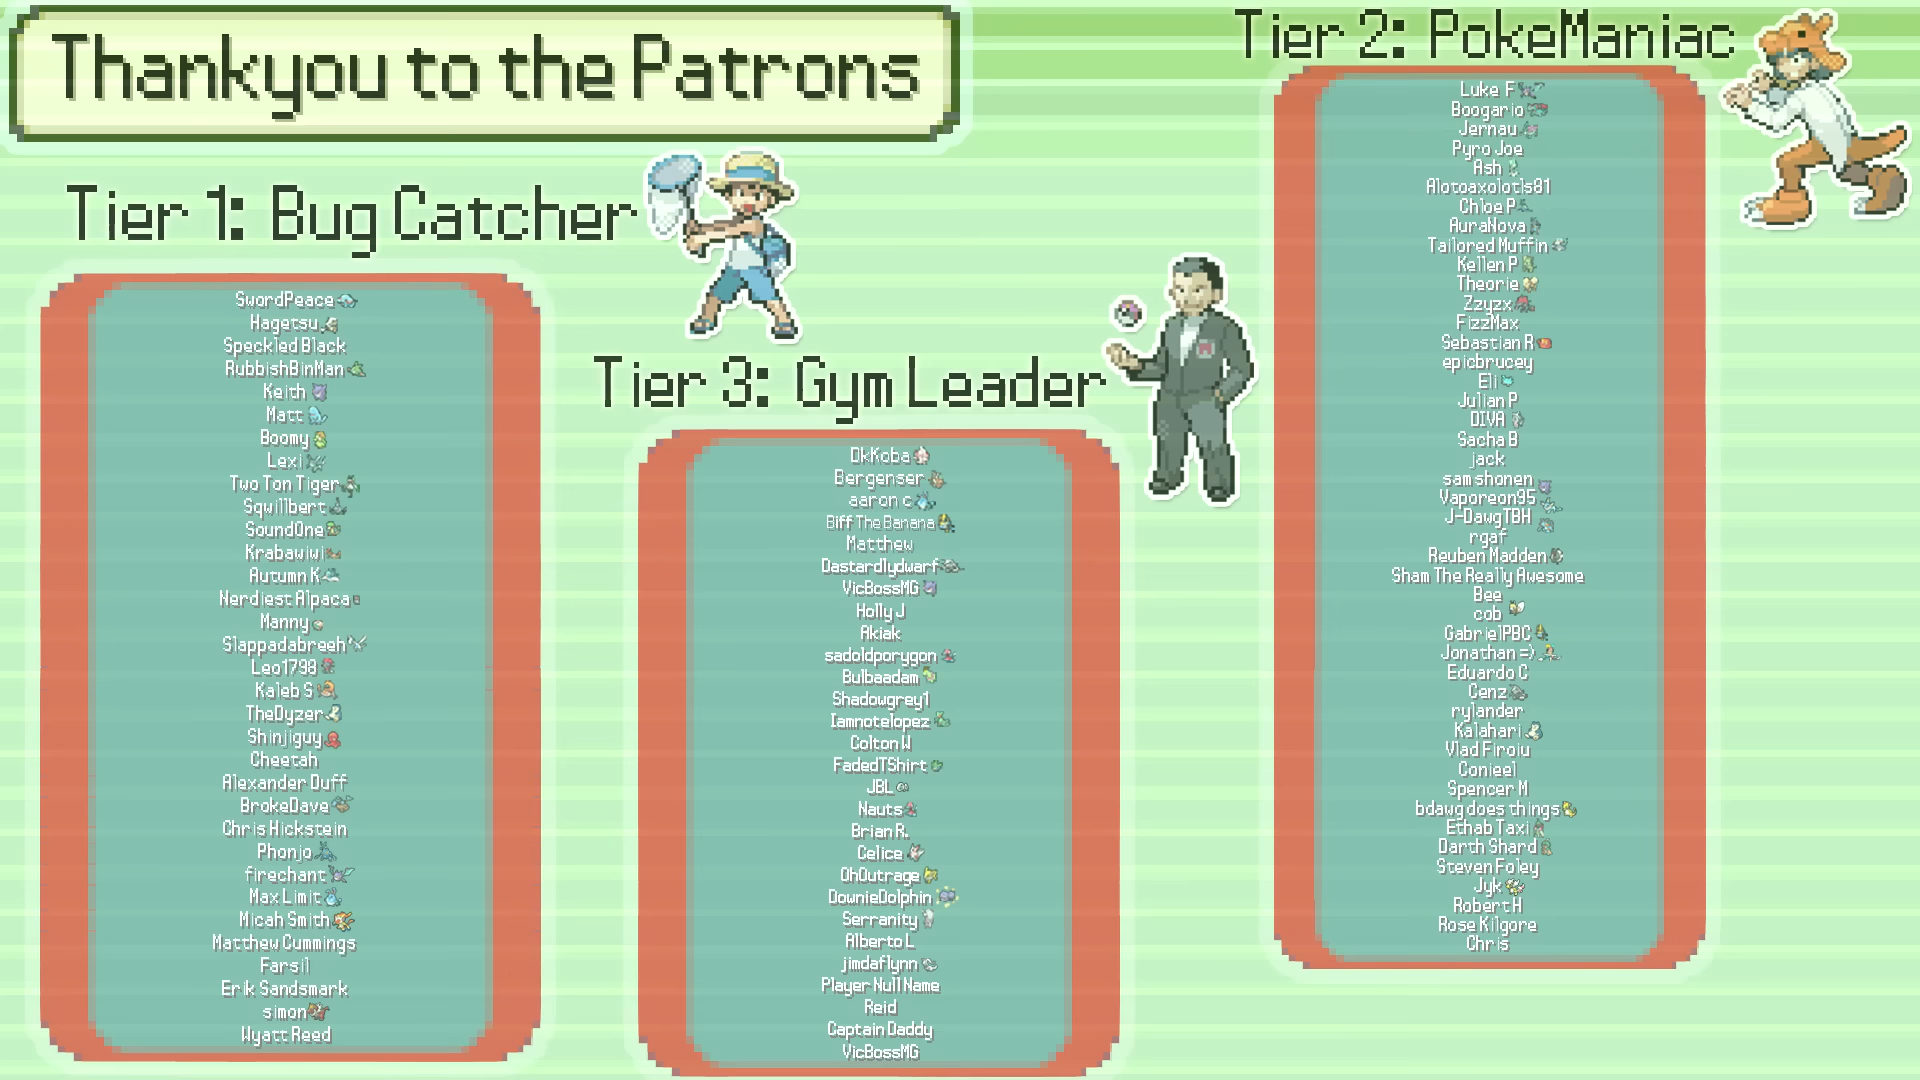 Thankyou to the Patrons
Tier 1: Bug Catcher
SwordPeace
Hagetsu
Speckled Black
RubbishBinMan
Keith
Matt
Boomy
Lexi
Two Ton Tiger
Sqwillbert
SoundOne
Krabawiwi
Autumn K
Nerdiest Alpaca
Manny
Slappadabreeh
Leo1798
Kaleb S
TheDyzer
Shinjiguy
Cheetah
Alexander Duff
BrokeDave
Chris Hickstein
Phonjo
firechant
Max Limit
Micah Smith
Matthew Cummings
Farsil
Erik Sandsmark
simon
Wyatt Reed
Tier 3: Gym Leader
DkKoba
Bergenser
aaron c
Biff The Banana
Matthew
Dastardlydwarf
VicBossMG
Holly J
Akiak
sadoldporygon
Bulbaadam
Shadowgrey1
Iamnotelopez
Colton W
FadedTShirt
JBL
Nauts
Brian R.
Celice
OhOutrage
DownieDolphin
Serranity
Alberto L
jimdaflynn
Player Null Name
Reid
Captain Daddy
VicBossMG
Tier 2: PokeManiac
Luke F
Boogario
Jernau
Pyro Joe
Ash
Alotoaxolotls81
Chloe P
AuraNova
Tailored Muffin
Kellen P
Theorie
Zzyzx
FizzMax
Sebastian R
epicbrucey
Eli
Julian P
DIVA
Sacha B
jack
sam shonen
Vaporeon95
J-DawgTBH
rgaf
Reuben Madden
Sham The Really Awesome
Bee
cob
GabrielPBC
Jonathan =)
Eduardo C
Cenz
rylander
Kalahari
Vlad Firoiu
Conieel
Spencer M
bdawg does things
Ethab Taxi
Darth Shard
Steven Foley
Jyk
Robert H
Rose Kilgore
Chris